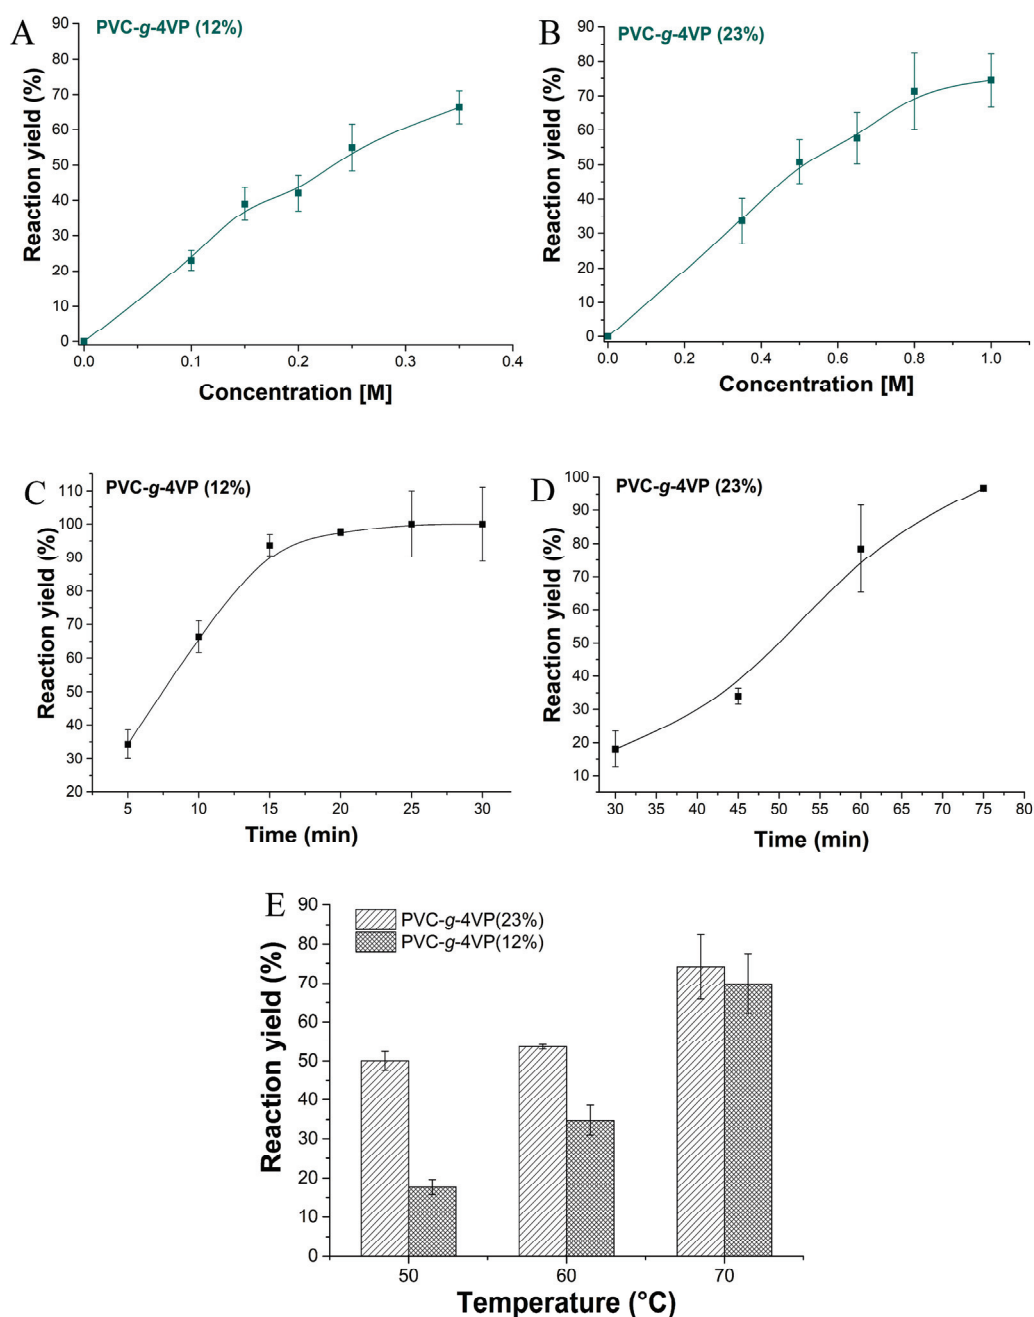 A
PVC-g-4VP (12%)
Reaction yield (%)
90
80
70
60
50
40
30
20
10
0
0.0 0.1 0.2 0.3 0.4
Concentration [M]
B
PVC-g-4VP (23%)
Reaction yield (%)
90
80
70
60
50
40
30
20
10
0
0.0 0.2 0.4 0.6 0.8 1.0
Concentration [M]
C
PVC-g-4VP (12%)
Reaction yield (%)
110
100
90
80
70
60
50
40
30
20
5 10 15 20 25 30
Time (min)
D
PVC-g-4VP (23%)
Reaction yield (%)
100
90
80
70
60
50
40
30
20
10
30 35 40 45 50 55 60 65 70 75 80
Time (min)
E
PVC-g-4VP(23%)
PVC-g-4VP(12%)
Reaction yield (%)
90
80
70
60
50
40
30
20
10
0
50 60 70
Temperature (°C)